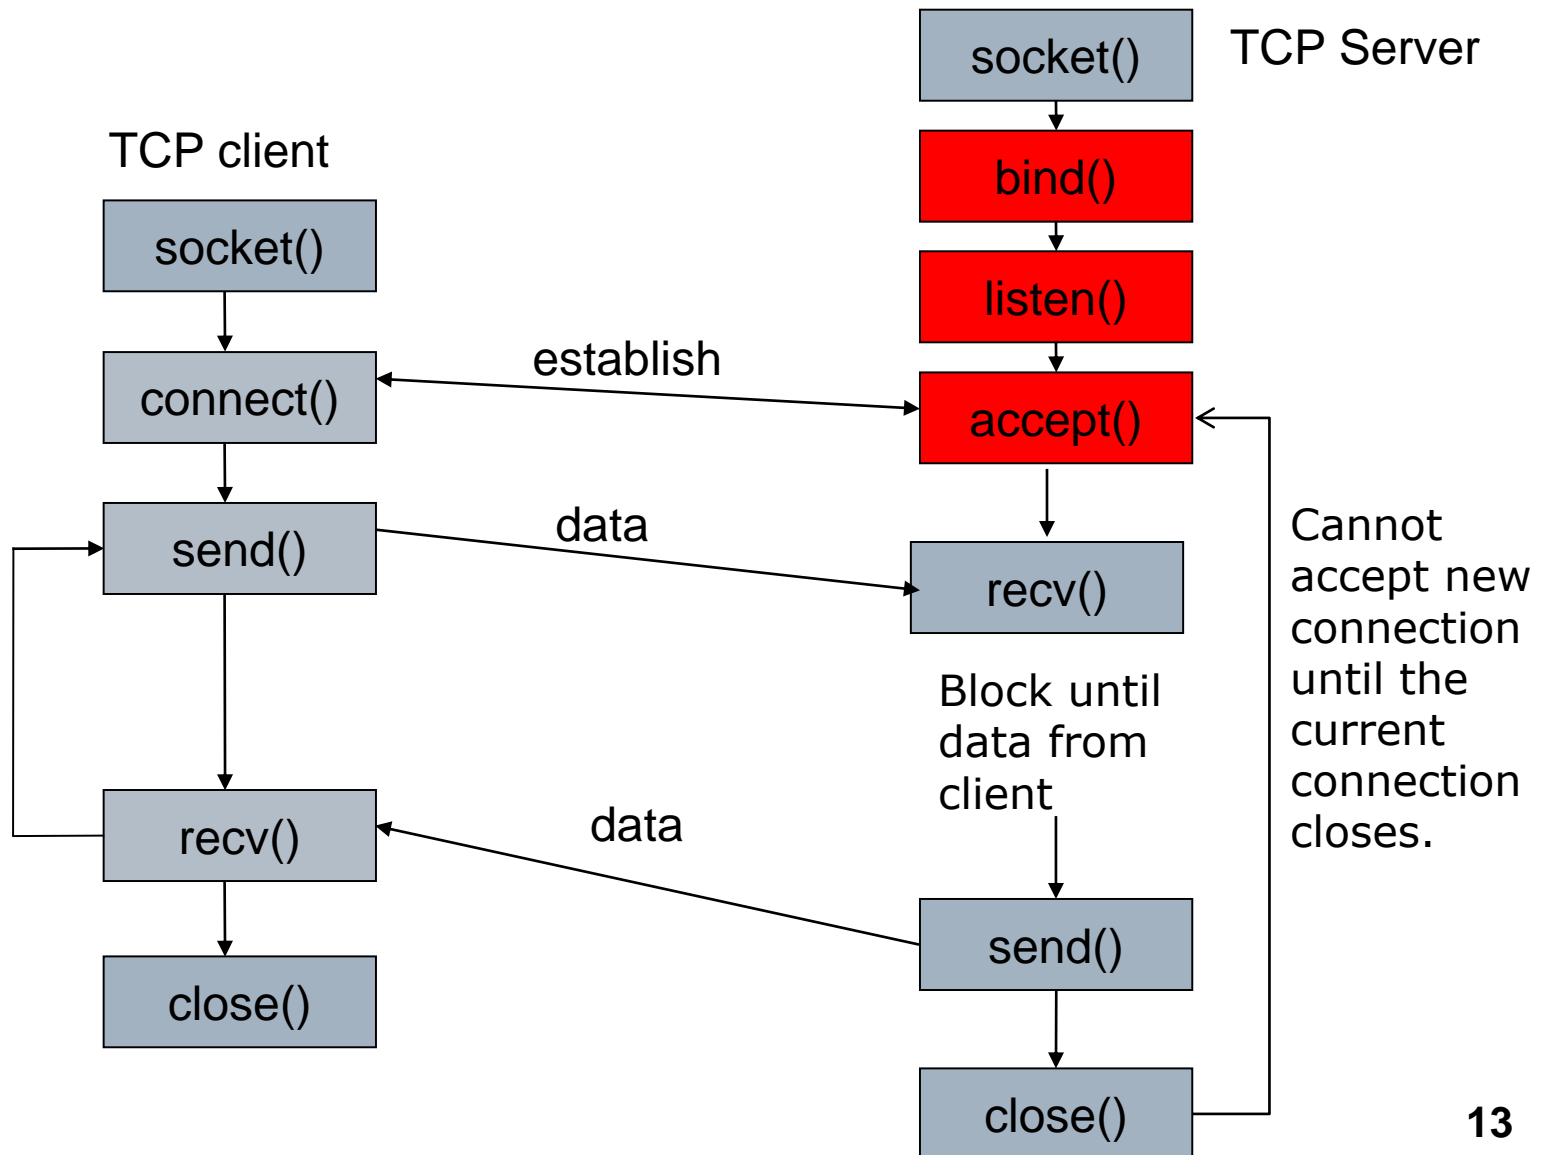 TCP Server
socket()
bind()
listen()
accept()
recv()
Block until
data from
client
send()
close()
Cannot
accept new
connection
until the
current
connection
closes.
TCP client
socket()
connect()
send()
recv()
close()
establish
data
data
13